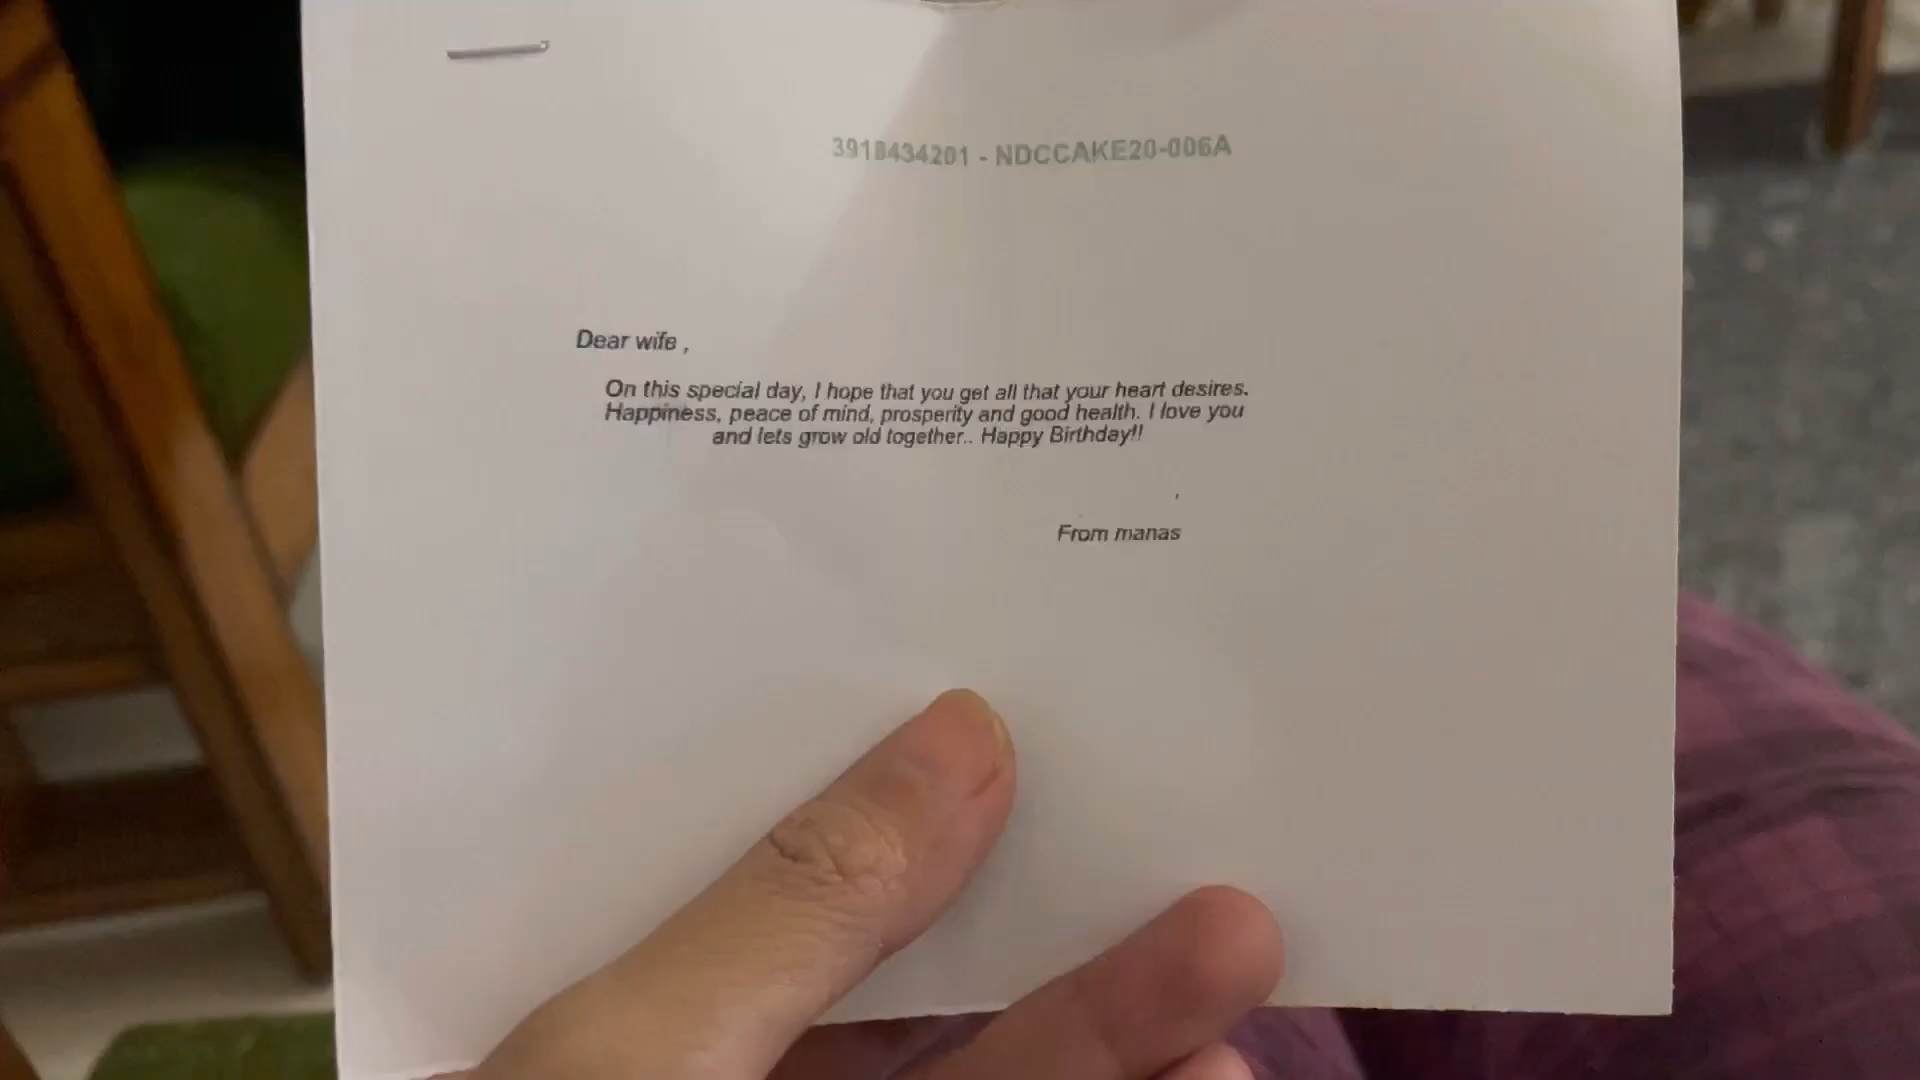 3918434201 - NDCCAKE20-006A
Dear wife ,
On this special day, I hope that you get all that your heart desires.
Happiness, peace of mind, prosperity and good health. I love you
and lets grow old together.. Happy Birthday!!
,
From manas